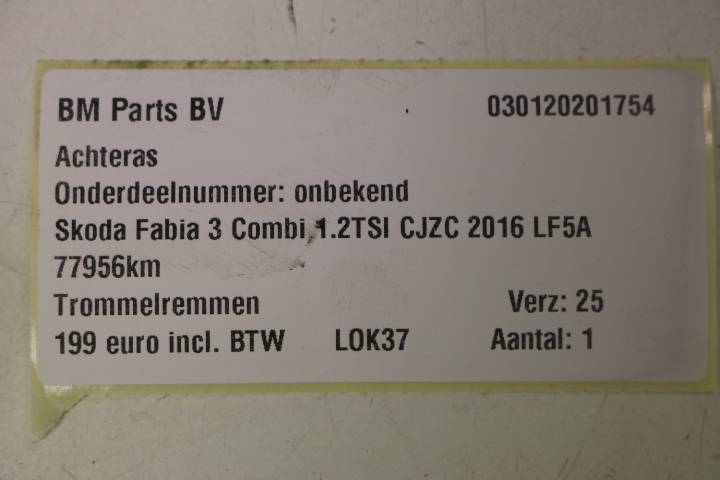 BM Parts BV 030120201754
Achteras
Onderdeelnummer: onbekend
Skoda Fabia 3 Combi 1.2TSI CJZC 2016 LF5A
77956km
Trommelremmen Verz: 25
199 euro incl. BTW LOK37 Aantal: 1